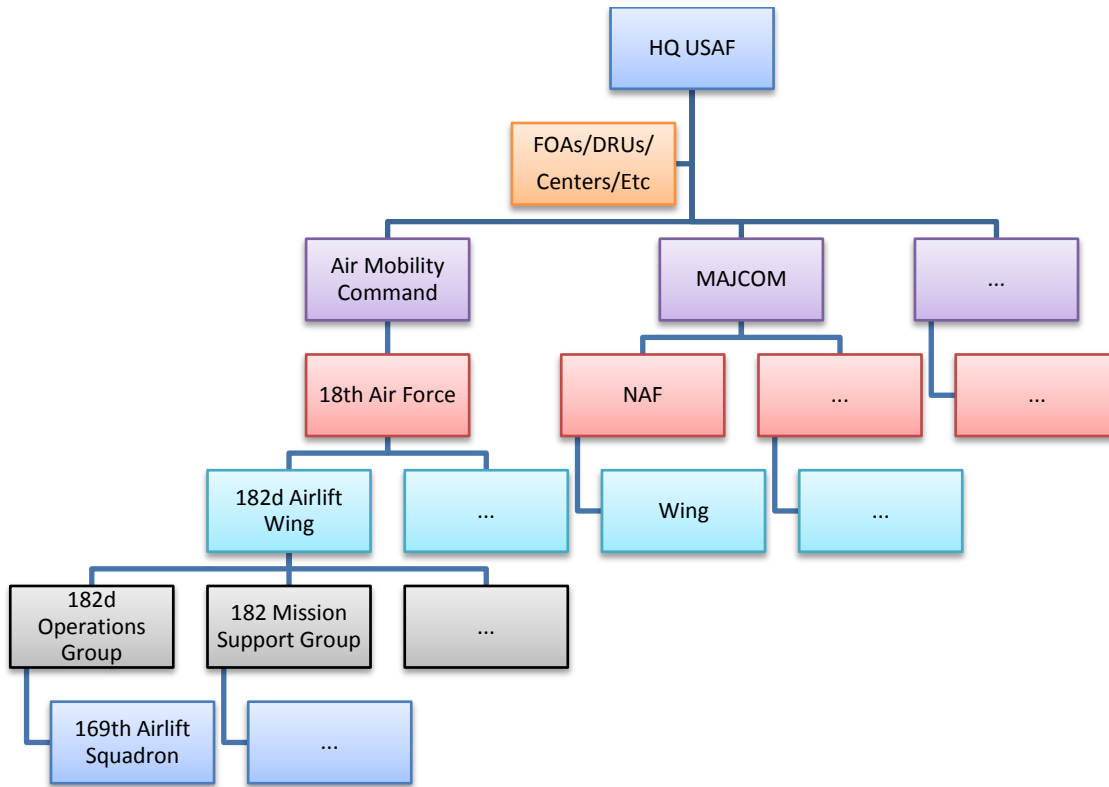 HQ USAF
FOAs/DRUs/
Centers/Etc
Air Mobility
Command
MAJCOM
...
18th Air Force
NAF
...
...
182d Airlift
Wing
...
Wing
...
182d
Operations
Group
182 Mission
Support Group
...
169th Airlift
Squadron
...